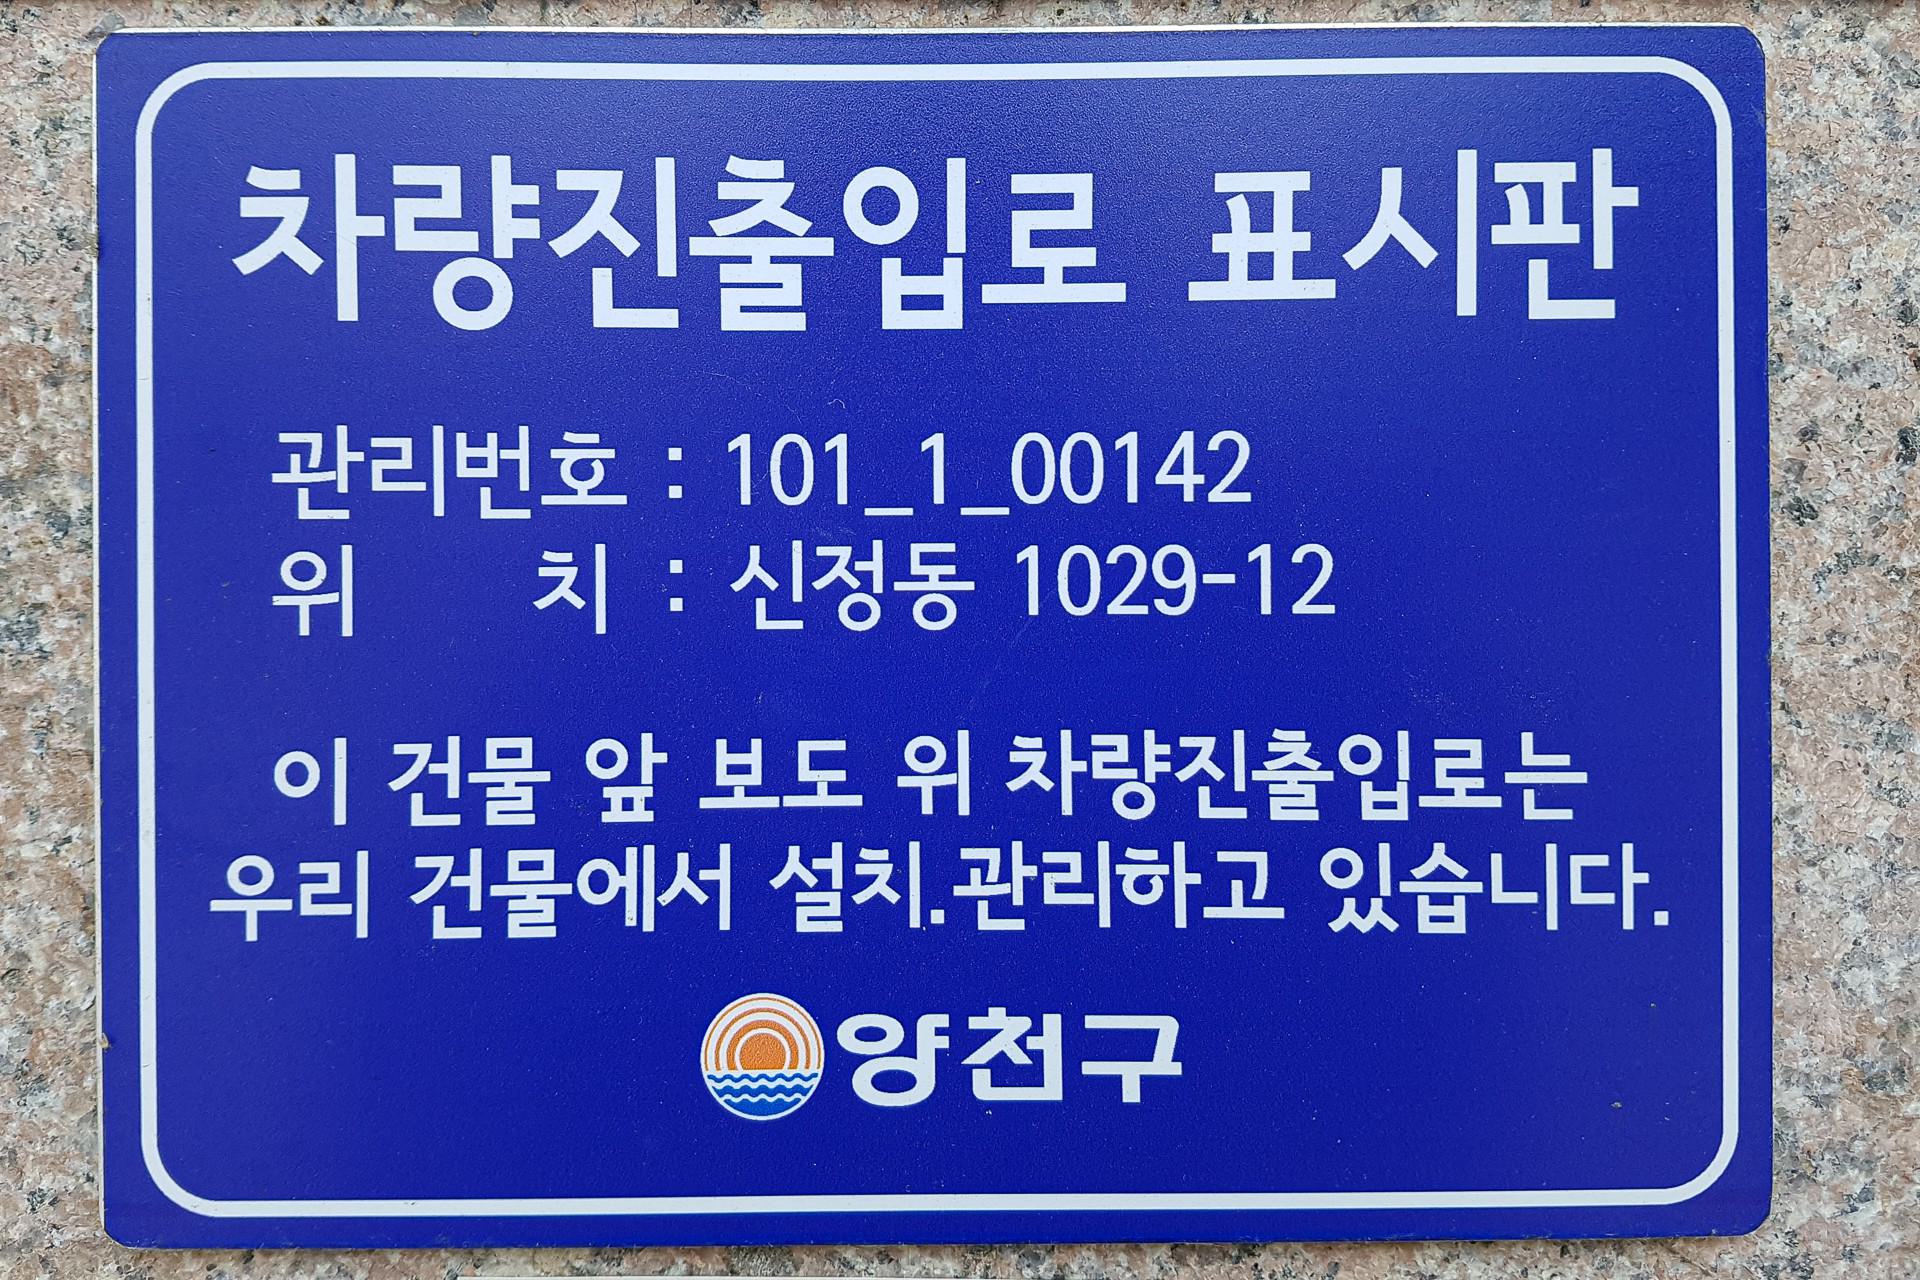 차량진출입로 표시판
관리번호 : 101_1_00142
위 치 : 신정동 1029-12
이 건물 앞 보도 위 차량진출입로는
우리 건물에서 설치.관리하고 있습니다.
양천구